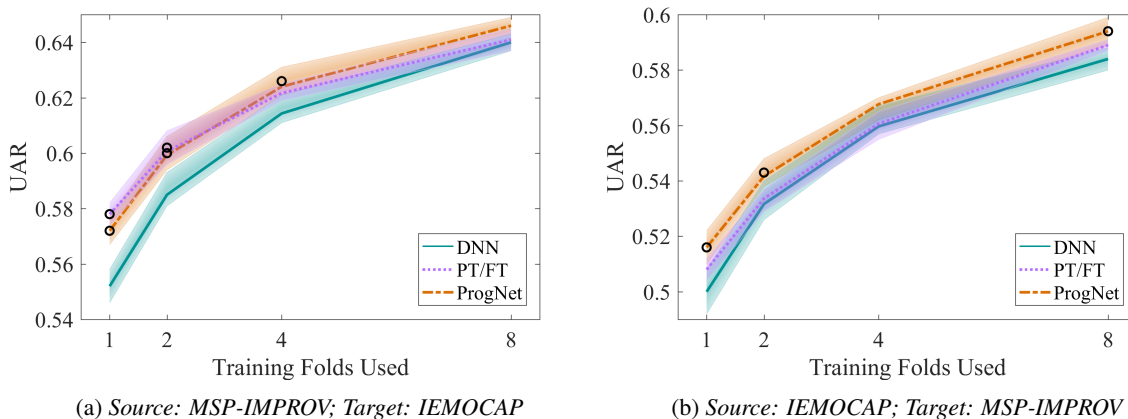 0.64
0.62
0.6
0.58
0.56
0.54
UAR
DNN
PT/FT
ProgNet
1 2 4 8
Training Folds Used
(a) Source: MSP-IMPROV; Target: IEMOCAP
0.6
0.58
0.56
0.54
0.52
0.5
UAR
DNN
PT/FT
ProgNet
1 2 4 8
Training Folds Used
(b) Source: IEMOCAP; Target: MSP-IMPROV